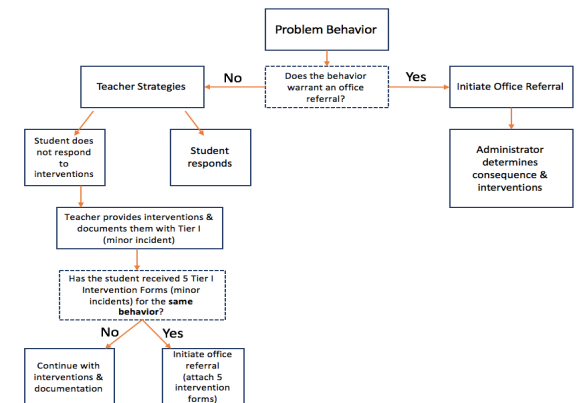 Problem Behavior
Does the behavior
warrant an office
referral?
No
Yes
Teacher Strategies
Initiate Office Referral
Student does
not respond
to
interventions
Student
responds
Administrator
determines
consequence &
interventions
Teacher provides interventions &
documents them with Tier I
(minor incident)
Has the student received 5 Tier I
Intervention Forms (minor
incidents) for the same
behavior?
No
Yes
Continue with
interventions &
documentation
Initiate office
referral
(attach 5
intervention
forms)